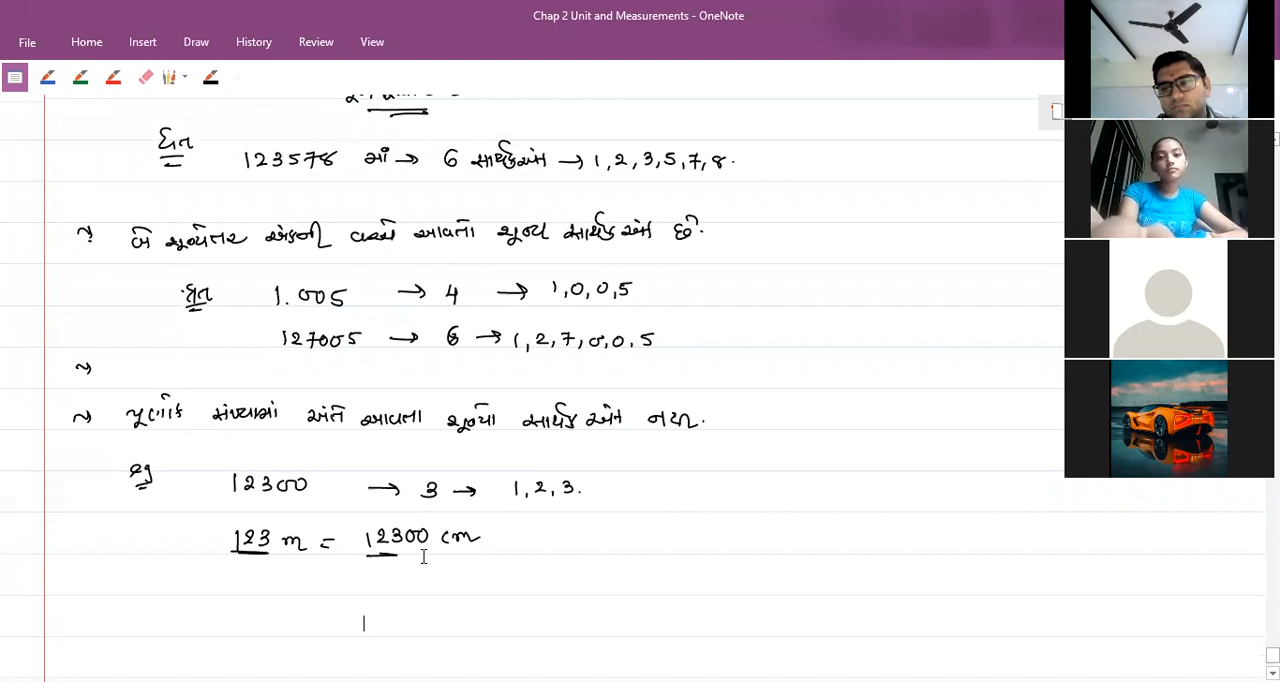 Chap 2 Unit and Measurements - OneNote
File Home Insert Draw History Review View
દા.ત
123578 માં → 6 સાર્થક અંક → 1, 2, 3, 5, 7, 8.
બે શૂન્યેતર અંકની વચ્ચે આવતા શૂન્ય સાર્થક અંક છે.
દા.ત 1.005 → 4 → 1, 0, 0, 5
127005 → 6 → 1, 2, 7, 0, 0, 5
પૂર્ણાંક સંખ્યામાં અંતે આવતા શૂન્યો સાર્થક અંક નથી.
eg
12300 → 3 → 1, 2, 3.
123 m = 12300 cm